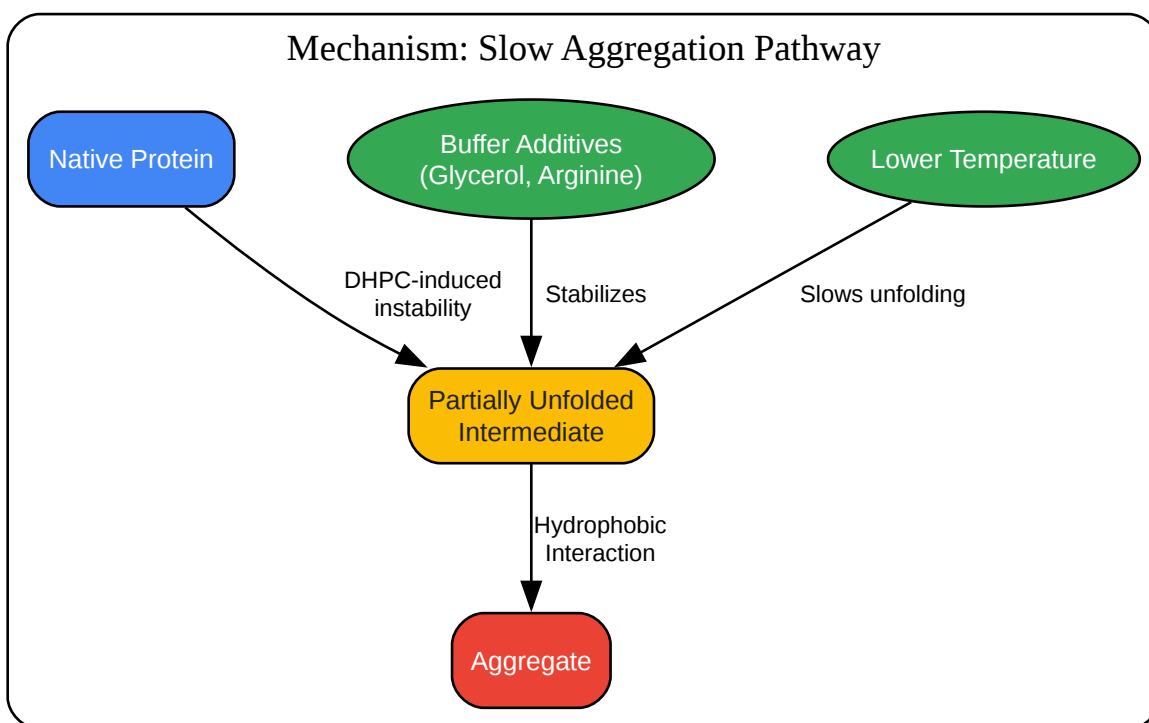 Mechanism: Slow Aggregation Pathway
Native Protein
Buffer Additives
(Glycerol, Arginine)
Lower Temperature
DHPC-induced
instability
Stabilizes
Slows unfolding
Partially Unfolded
Intermediate
Hydrophobic
Interaction
Aggregate